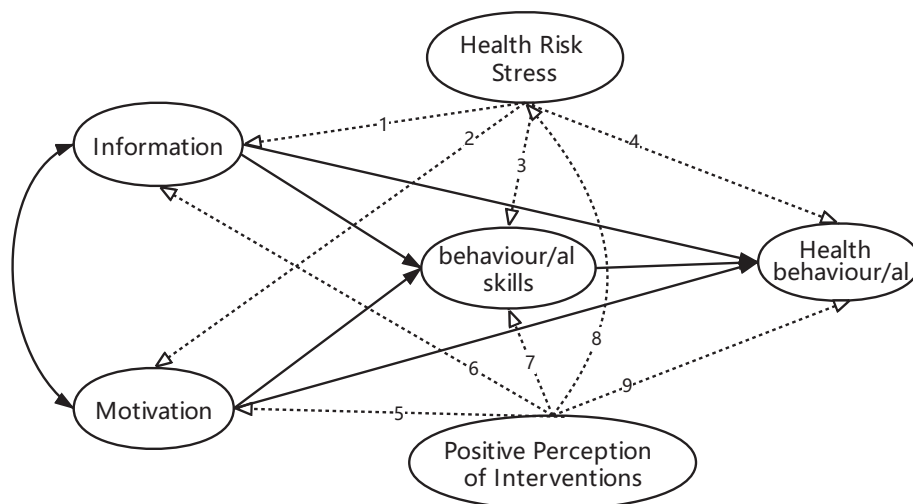 Health Risk
Stress
Information
1
2
3
4
behaviour/al
skills
Health
behaviour/al
6
7
8
9
5
Motivation
Positive Perception
of Interventions